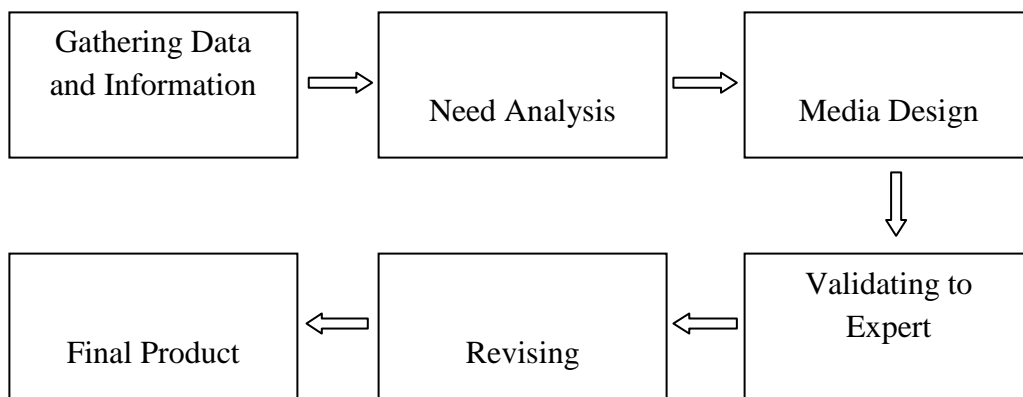 Gathering Data
and Information
Need Analysis
Media Design
Validating to
Expert
Revising
Final Product